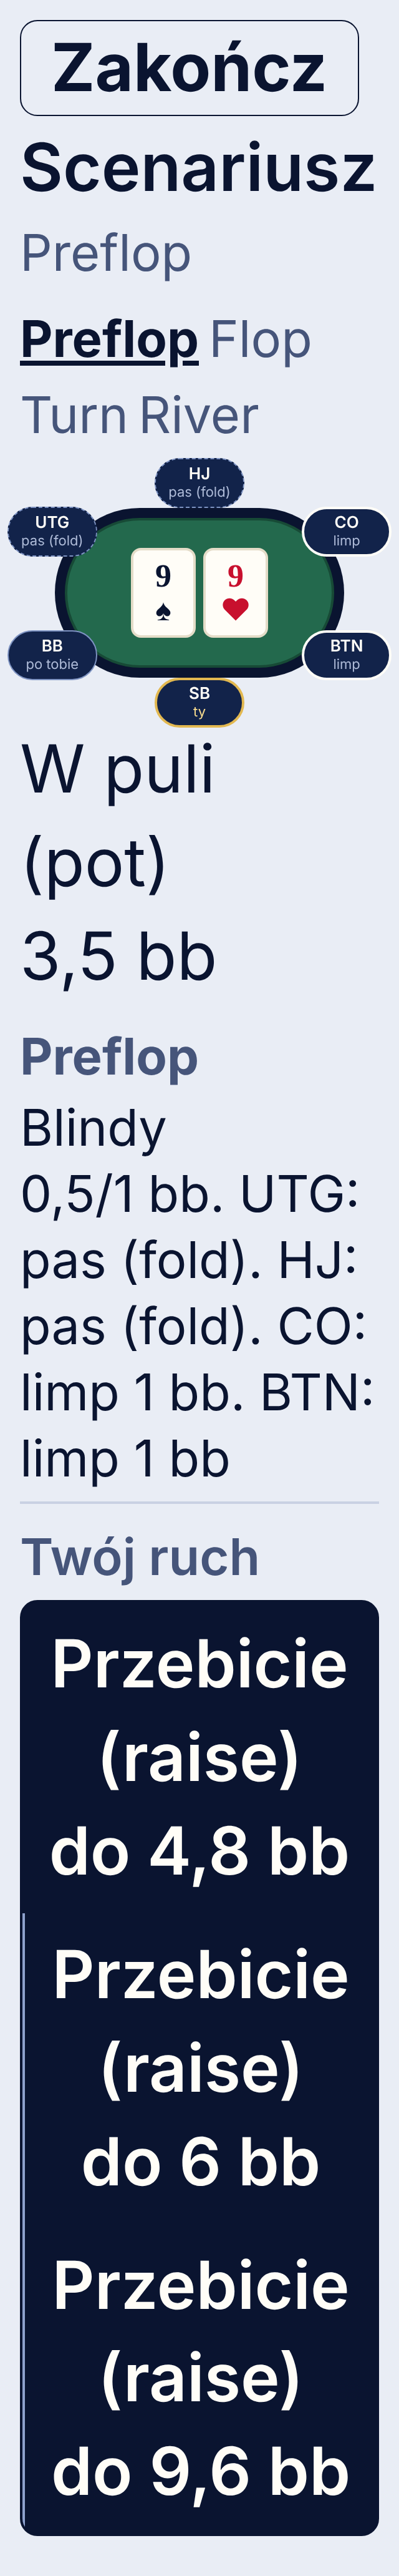 Zakończ
Scenariusz
Preflop
Preflop Flop
Turn River
HJ
pas (fold)
UTG
pas (fold)
CO
limp
9
♠
9
♥
BB
po tobie
BTN
limp
SB
ty
W puli
(pot)
3,5 bb
Preflop
Blindy
0,5/1 bb. UTG:
pas (fold). HJ:
pas (fold). CO:
limp 1 bb. BTN:
limp 1 bb
Twój ruch
Przebicie
(raise)
do 4,8 bb
Przebicie
(raise)
do 6 bb
Przebicie
(raise)
do 9,6 bb